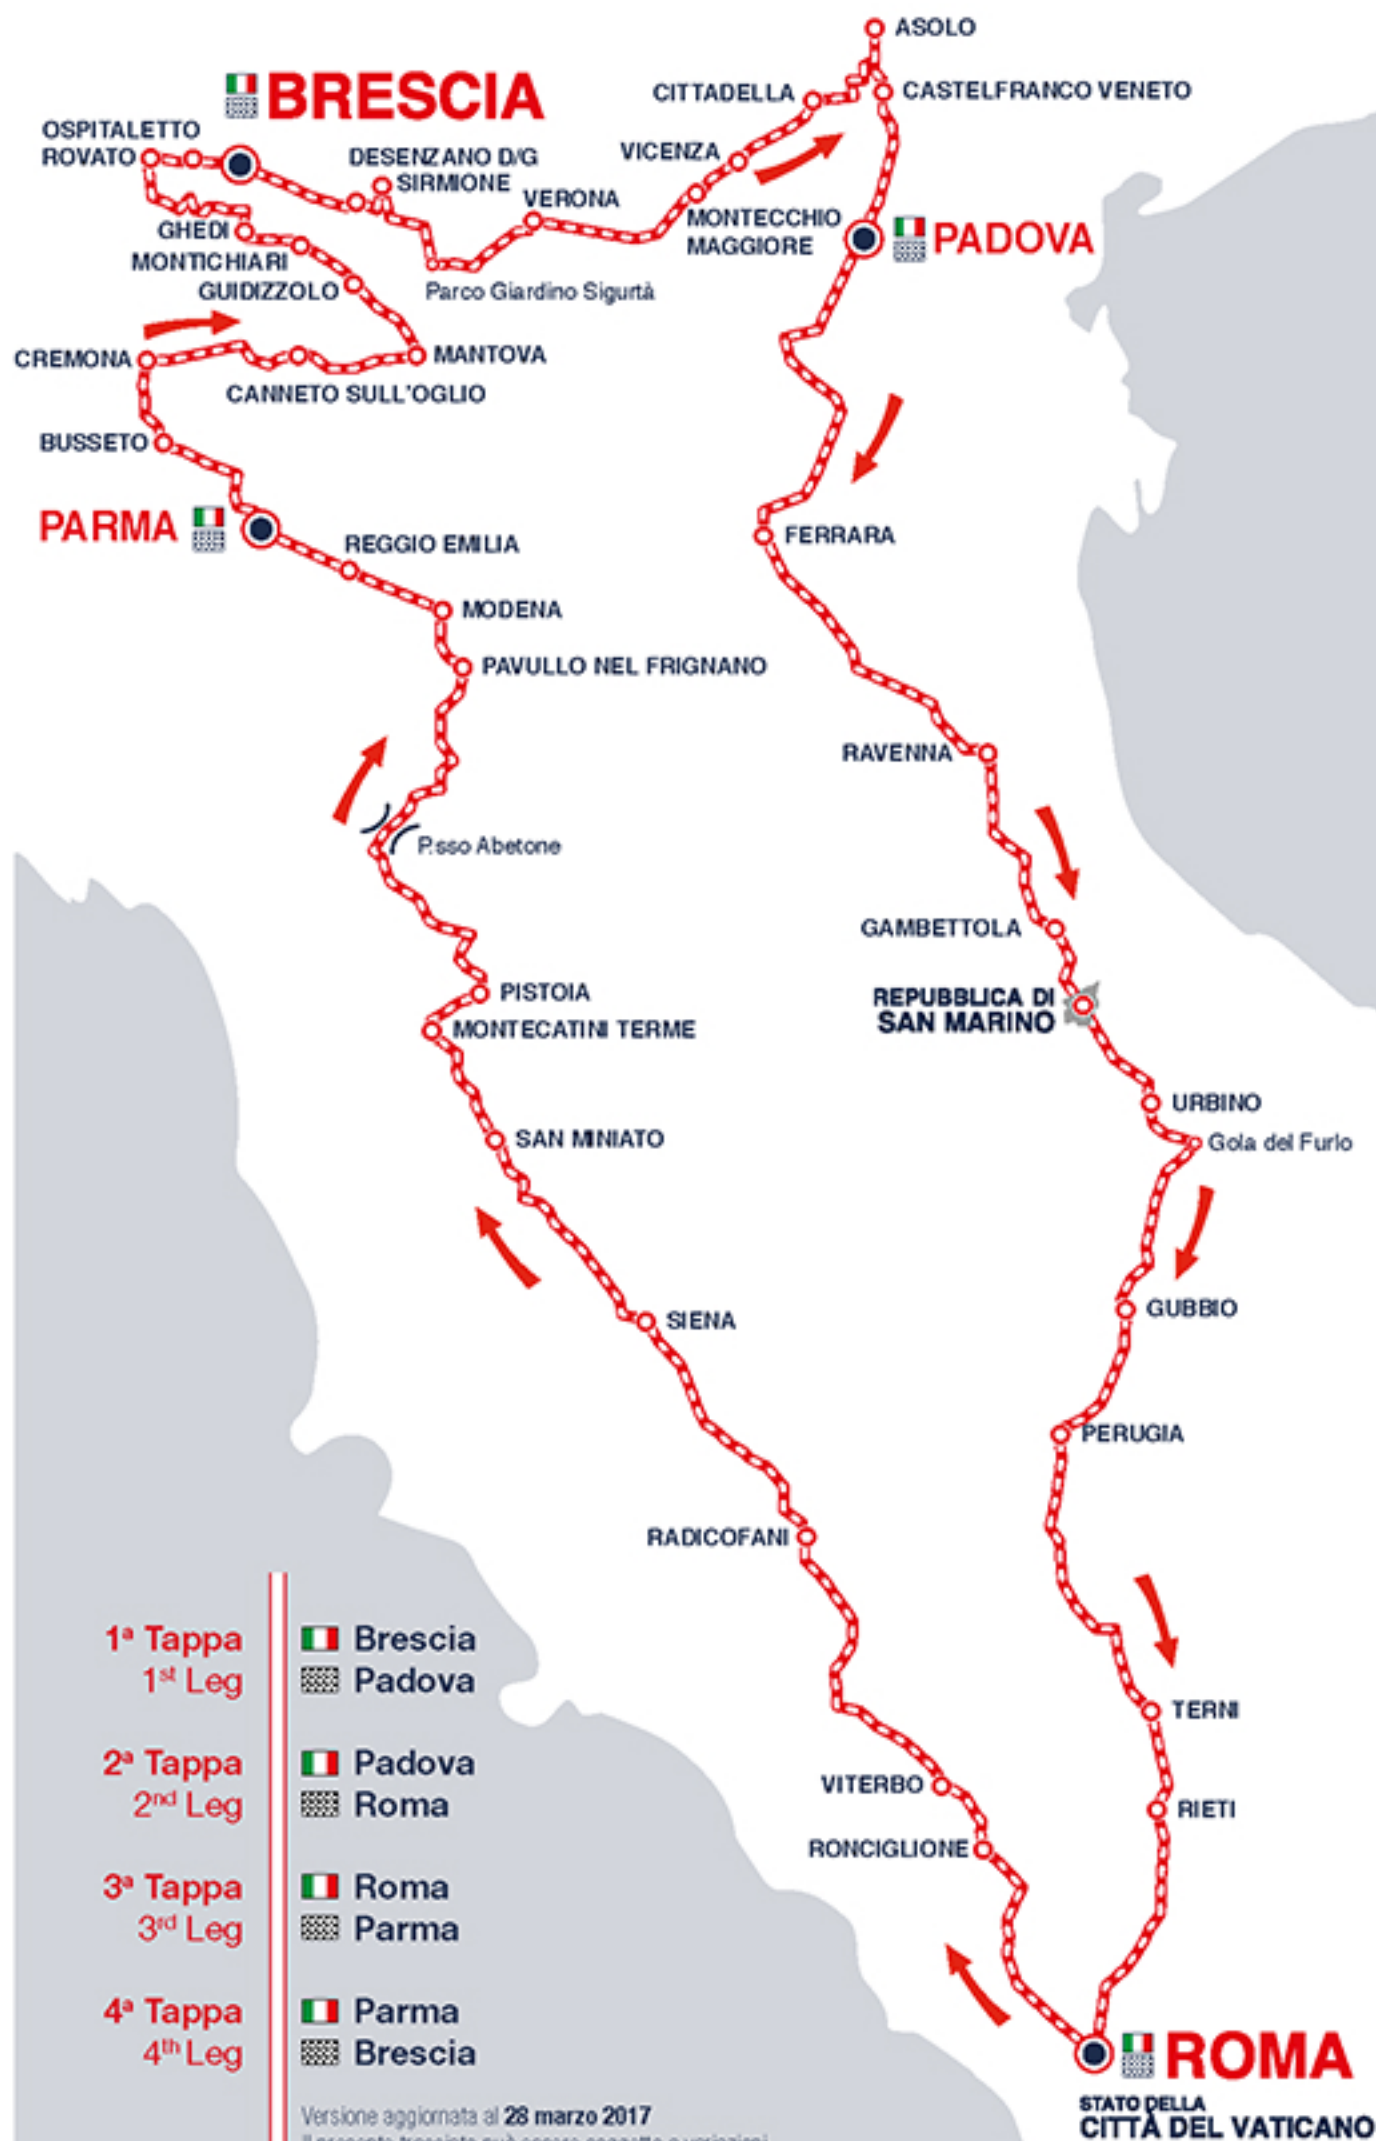 ASOLO
BRESCIA
CITTADELLA
CASTELFRANCO VENETO
OSPITALETTO
ROVATO
DESENZANO D/G
SIRMIONE
VICENZA
VERONA
MONTECCHIO
MAGGIORE
PADOVA
GHEDI
MONTICHIARI
GUIDIZZOLO
Parco Giardino Sigurtà
CREMONA
MANTOVA
CANNETO SULL'OGLIO
BUSSETO
PARMA
REGGIO EMILIA
FERRARA
MODENA
PAVULLO NEL FRIGNANO
RAVENNA
P.sso Abetone
GAMBETTOLA
PISTOIA
REPUBBLICA DI
SAN MARINO
MONTECATINI TERME
URBINO
SAN MINIATO
Gola del Furlo
GUBBIO
SIENA
PERUGIA
RADICOFANI
TERNI
VITERBO
RIETI
RONCIGLIONE
ROMA
STATO DELLA
CITTÀ DEL VATICANO
1ª Tappa Brescia
1st Leg Padova
2ª Tappa Padova
2nd Leg Roma
3ª Tappa Roma
3rd Leg Parma
4ª Tappa Parma
4th Leg Brescia
Versione aggiornata al 28 marzo 2017